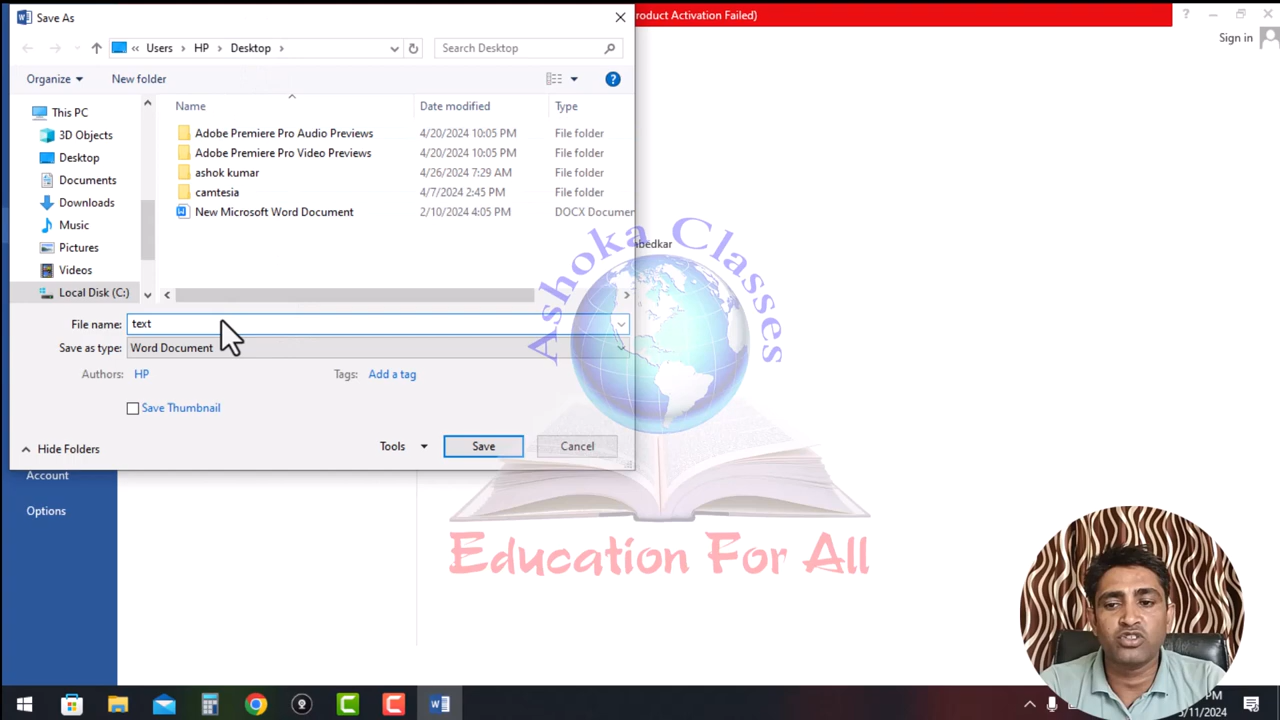 Save As
roduct Activation Failed)
Sign in
Users
HP
Desktop
Search Desktop
Organize
New folder
Name
Date modified
Type
This PC
3D Objects
Desktop
Documents
Downloads
Music
Pictures
Videos
Local Disk (C:)
Adobe Premiere Pro Audio Previews 4/20/2024 10:05 PM File folder
Adobe Premiere Pro Video Previews 4/20/2024 10:05 PM File folder
ashok kumar 4/26/2024 7:29 AM File folder
camtesia 4/7/2024 2:45 PM File folder
New Microsoft Word Document 2/10/2024 4:05 PM DOCX Documen
bedkar
Ashoka Classes
File name: text
Save as type: Word Document
Authors: HP
Tags: Add a tag
Save Thumbnail
Hide Folders
Tools
Save
Cancel
Account
Options
Education For All
PM
/11/2024